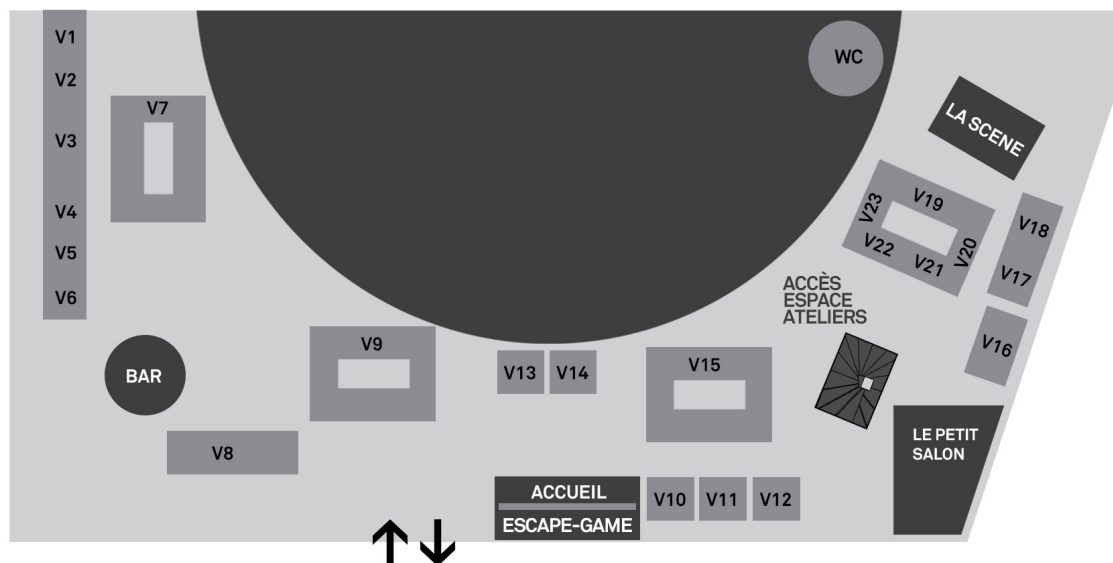 V1
V2
V3
V4
V5
V6
V7
BAR
V8
V9
V13
V14
V15
ACCUEIL
ESCAPE-GAME
V10
V11
V12
WC
LA SCENE
V19
V23
V22
V21
V20
V18
V17
V16
ACCÈS
ESPACE
ATELIERS
LE PETIT
SALON